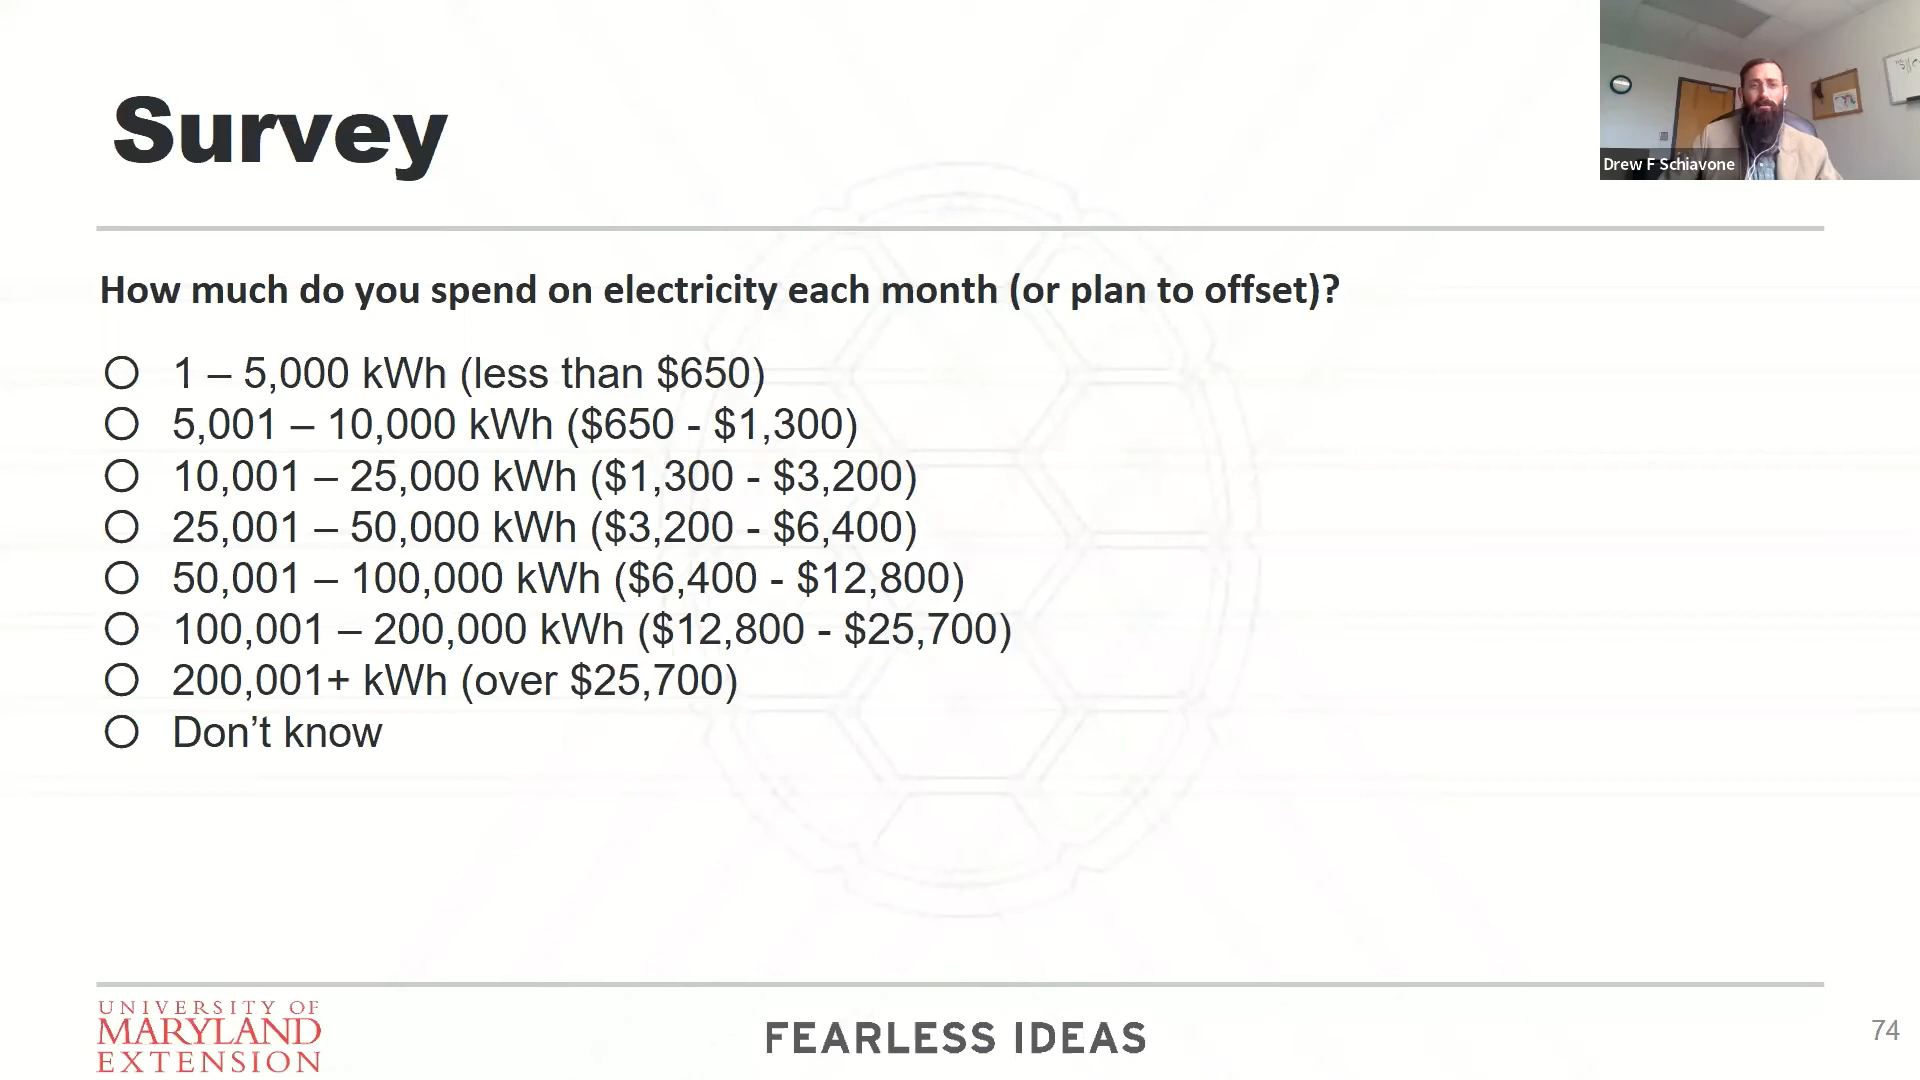 Survey
Drew F Schiavone
How much do you spend on electricity each month (or plan to offset)?
1 – 5,000 kWh (less than $650)
5,001 – 10,000 kWh ($650 - $1,300)
10,001 – 25,000 kWh ($1,300 - $3,200)
25,001 – 50,000 kWh ($3,200 - $6,400)
50,001 – 100,000 kWh ($6,400 - $12,800)
100,001 – 200,000 kWh ($12,800 - $25,700)
200,001+ kWh (over $25,700)
Don’t know
UNIVERSITY OF
MARYLAND
EXTENSION
FEARLESS IDEAS
74